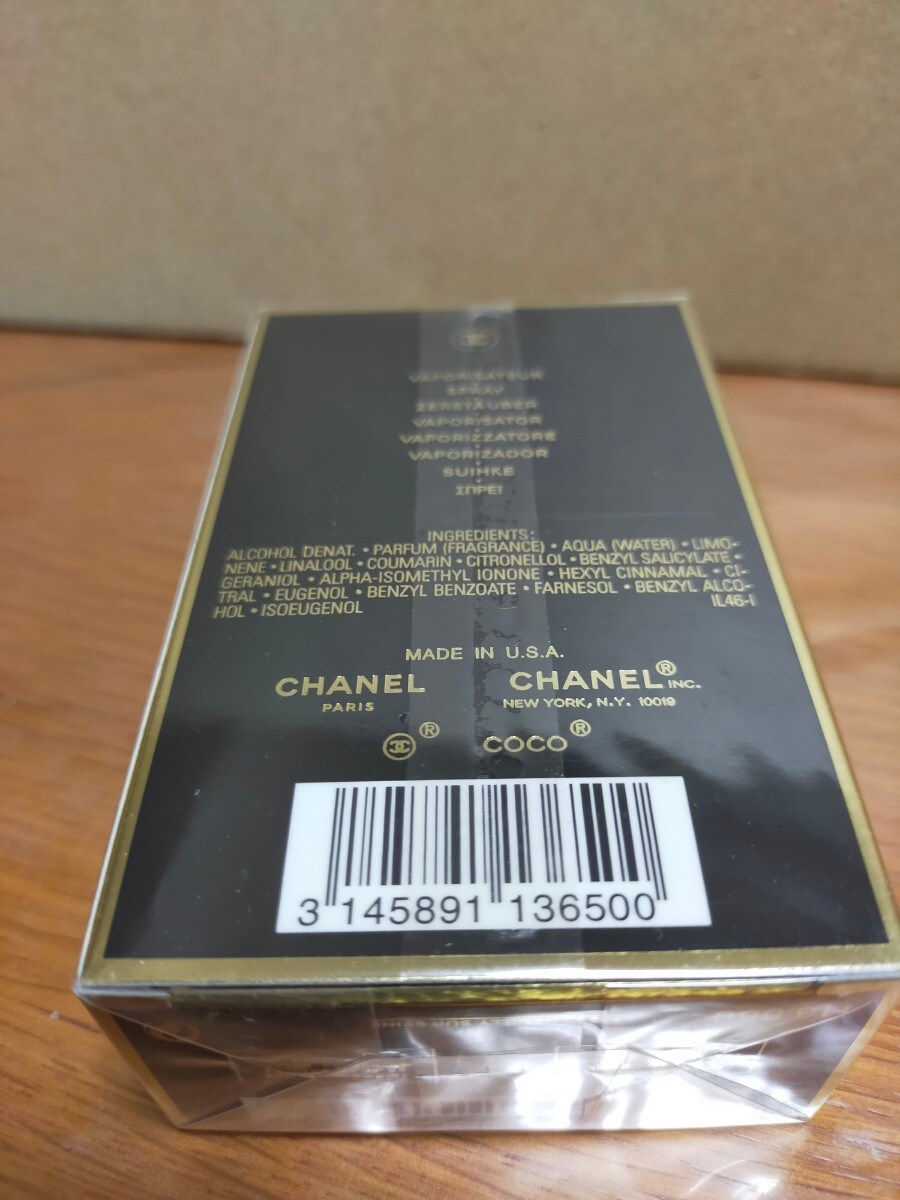 VAPORISATEUR
SPRAY
ZERSTÄUBER
VAPORISATOR
VAPORIZZATORE
VAPORIZADOR
SUIHKE
ΣΠΡΕΪ
INGREDIENTS:
ALCOHOL DENAT. • PARFUM (FRAGRANCE) • AQUA (WATER) • LIMO-
NENE • LINALOOL • COUMARIN • CITRONELLOL • BENZYL SALICYLATE •
GERANIOL • ALPHA-ISOMETHYL IONONE • HEXYL CINNAMAL • CI-
TRAL • EUGENOL • BENZYL BENZOATE • FARNESOL • BENZYL ALCO-
HOL • ISOEUGENOL IL46-1
MADE IN U.S.A.
CHANEL CHANEL® INC.
PARIS NEW YORK, N.Y. 10019
® COCO®
3 145891 136500